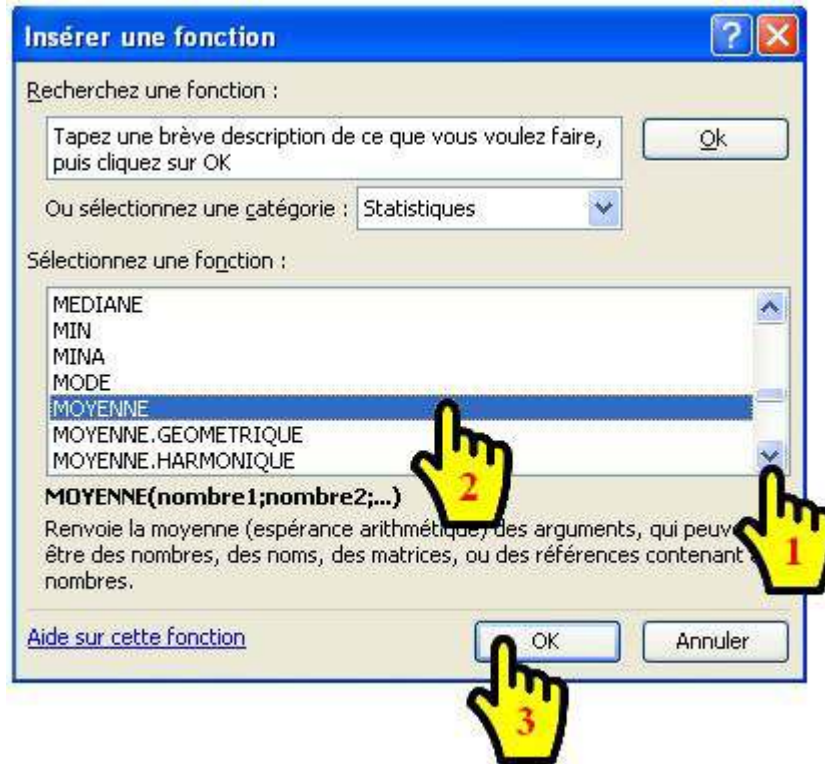 Insérer une fonction
?
Recherchez une fonction :
Tapez une brève description de ce que vous voulez faire,
puis cliquez sur OK
Ok
Ou sélectionnez une catégorie : Statistiques
Sélectionnez une fonction :
MEDIANE
MIN
MINA
MODE
MOYENNE
MOYENNE.GEOMETRIQUE
MOYENNE.HARMONIQUE
2
1
MOYENNE(nombre1;nombre2;...)
Renvoie la moyenne (espérance arithmétique) des arguments, qui
être des nombres, des noms, des matrices, ou des références contenant
nombres.
Aide sur cette fonction
OK
Annuler
3